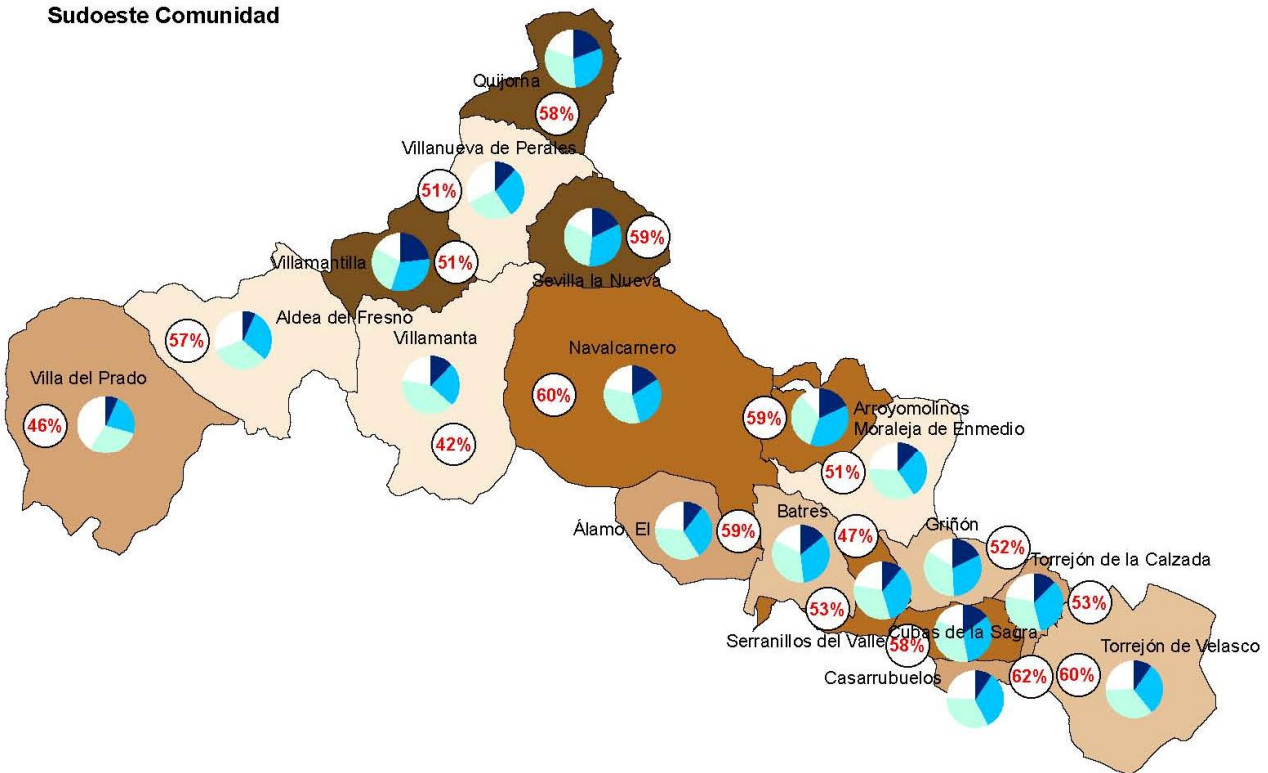 Sudoeste Comunidad
Quijorna
58%
Villanueva de Perales
51%
Villamantilla
51%
59%
Sevilla la Nueva
Aldea del Fresno
57%
Villamanta
42%
Navalcarnero
60%
Villa del Prado
46%
59%
Arroyomolinos
Moraleja de Enmedio
51%
Álamo, El
59%
Batres
47%
Griñón
52%
Torrejón de la Calzada
53%
53%
Serranillos del Valle
Cubas de la Sagra
58%
Casarrubuelos
62%
60%
Torrejón de Velasco